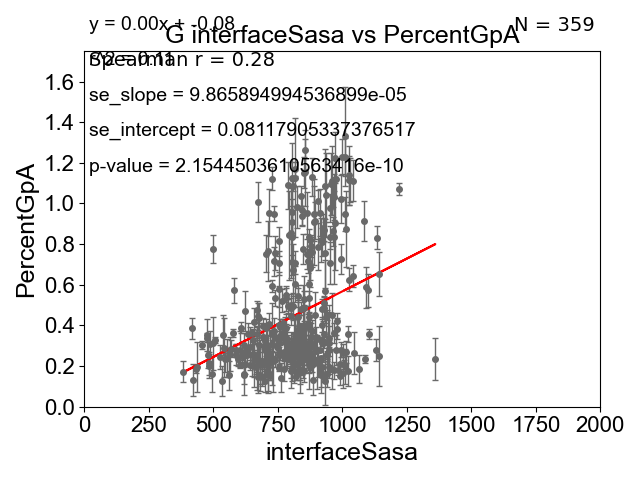 y = 0.00x + -0.08
N = 359
G interfaceSasa vs PercentGpA
Spearman r = 0.28
se_slope = 9.865894994536899e-05
se_intercept = 0.08117905337376517
p-value = 2.1544503610563416e-10
PercentGpA
1.6
1.4
1.2
1.0
0.8
0.6
0.4
0.2
0.0
0 250 500 750 1000 1250 1500 1750 2000
interfaceSasa